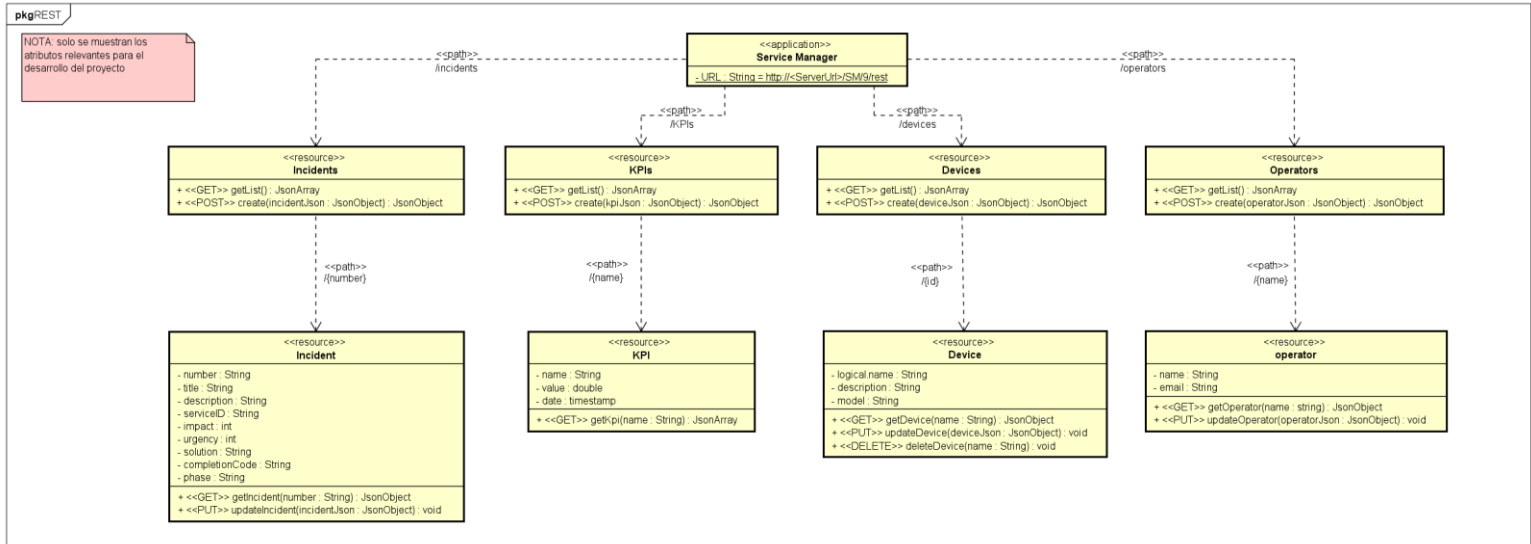 pkgREST
NOTA: solo se muestran los
atributos relevantes para el
desarrollo del proyecto
<<application>>
Service Manager
- URL : String = http://<ServerUrl>/SM/9/rest
<<path>>
/incidents
<<path>>
/KPIs
<<path>>
/devices
<<path>>
/operators
<<resource>>
Incidents
+ <<GET>> getList() : JsonArray
+ <<POST>> create(incidentJson : JsonObject) : JsonObject
<<resource>>
KPIs
+ <<GET>> getList() : JsonArray
+ <<POST>> create(kpiJson : JsonObject) : JsonObject
<<resource>>
Devices
+ <<GET>> getList() : JsonArray
+ <<POST>> create(deviceJson : JsonObject) : JsonObject
<<resource>>
Operators
+ <<GET>> getList() : JsonArray
+ <<POST>> create(operatorJson : JsonObject) : JsonObject
<<path>>
/{number}
<<path>>
/{name}
<<path>>
/{id}
<<path>>
/{name}
<<resource>>
Incident
- number : String
- title : String
- description : String
- serviceID : String
- impact : int
- urgency : int
- solution : String
- completionCode : String
- phase : String
+ <<GET>> getIncident(number : String) : JsonObject
+ <<PUT>> updateIncident(incidentJson : JsonObject) : void
<<resource>>
KPI
- name : String
- value : double
- date : timestamp
+ <<GET>> getKpi(name : String) : JsonArray
<<resource>>
Device
- logical.name : String
- description : String
- model : String
+ <<GET>> getDevice(name : String) : JsonObject
+ <<PUT>> updateDevice(deviceJson : JsonObject) : void
+ <<DELETE>> deleteDevice(name : String) : void
<<resource>>
operator
- name : String
- email : String
+ <<GET>> getOperator(name : string) : JsonObject
+ <<PUT>> updateOperator(operatorJson : JsonObject) : void